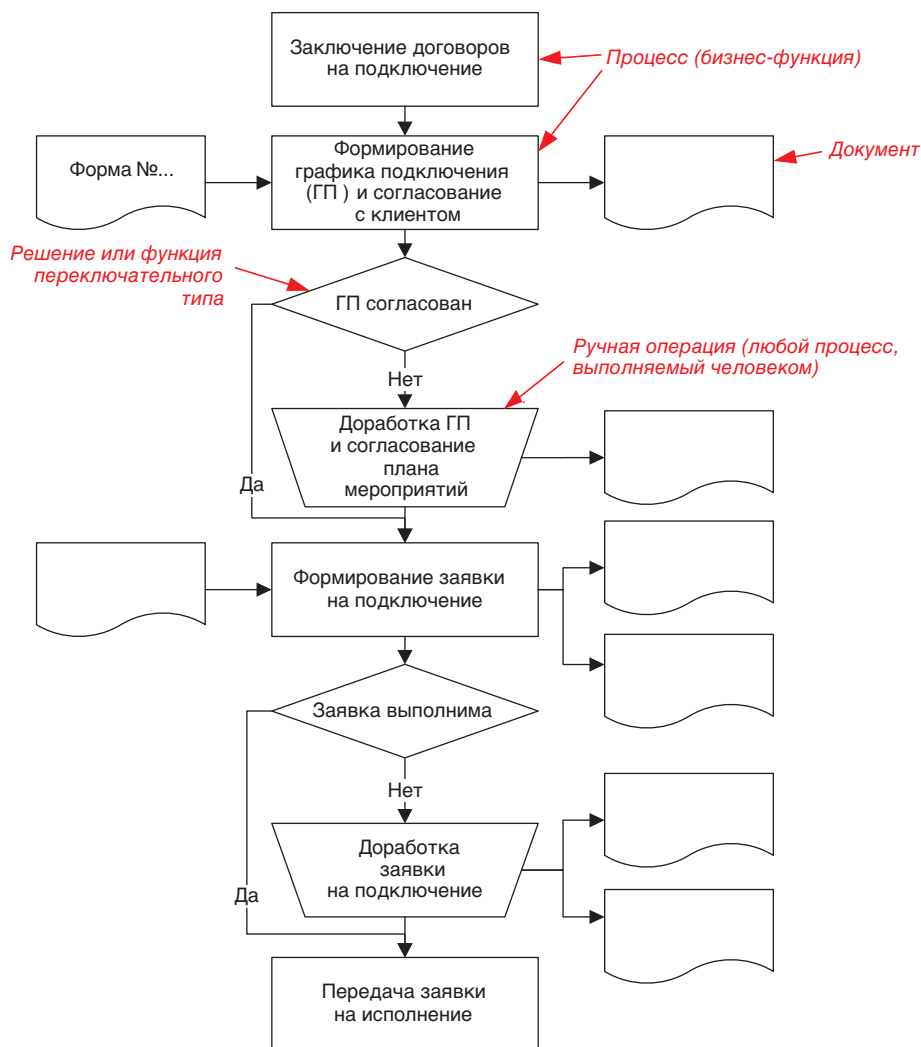 Заключение договоров
на подключение
Процесс (бизнес-функция)
Форма №...
Формирование
графика подключения
(ГП ) и согласование
с клиентом
Документ
Решение или функция
переключательного
типа
ГП согласован
Ручная операция (любой процесс,
выполняемый человеком)
Нет
Доработка ГП
и согласование
плана
мероприятий
Да
Формирование заявки
на подключение
Заявка выполнима
Нет
Доработка
заявки
на подключение
Да
Передача заявки
на исполнение